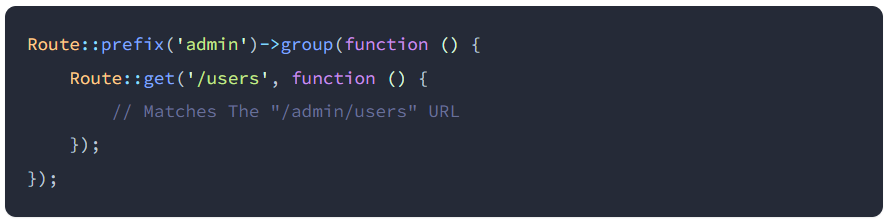 Route::prefix('admin')->group(function () {
    Route::get('/users', function () {
        // Matches The "/admin/users" URL
    });
});